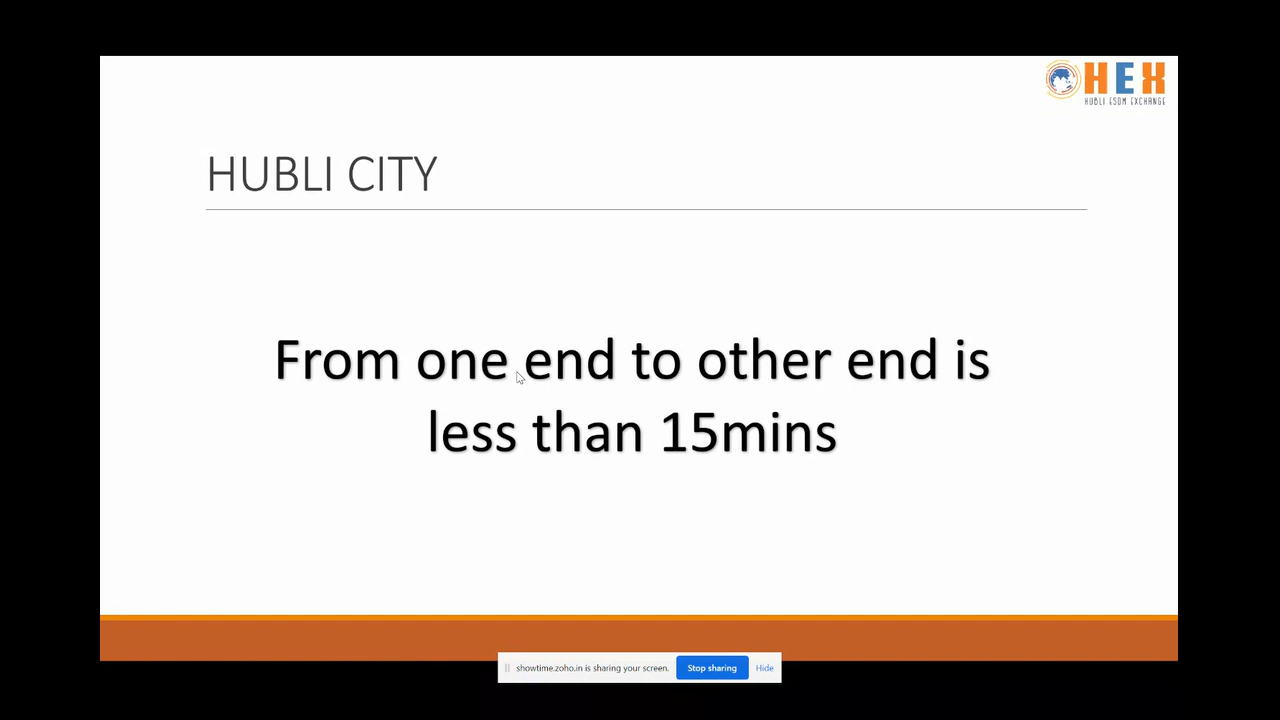 HEX
HUBLI ESDM EXCHANGE
HUBLI CITY
From one end to other end is
less than 15mins
showtime.zoho.in is sharing your screen.
Stop sharing
Hide